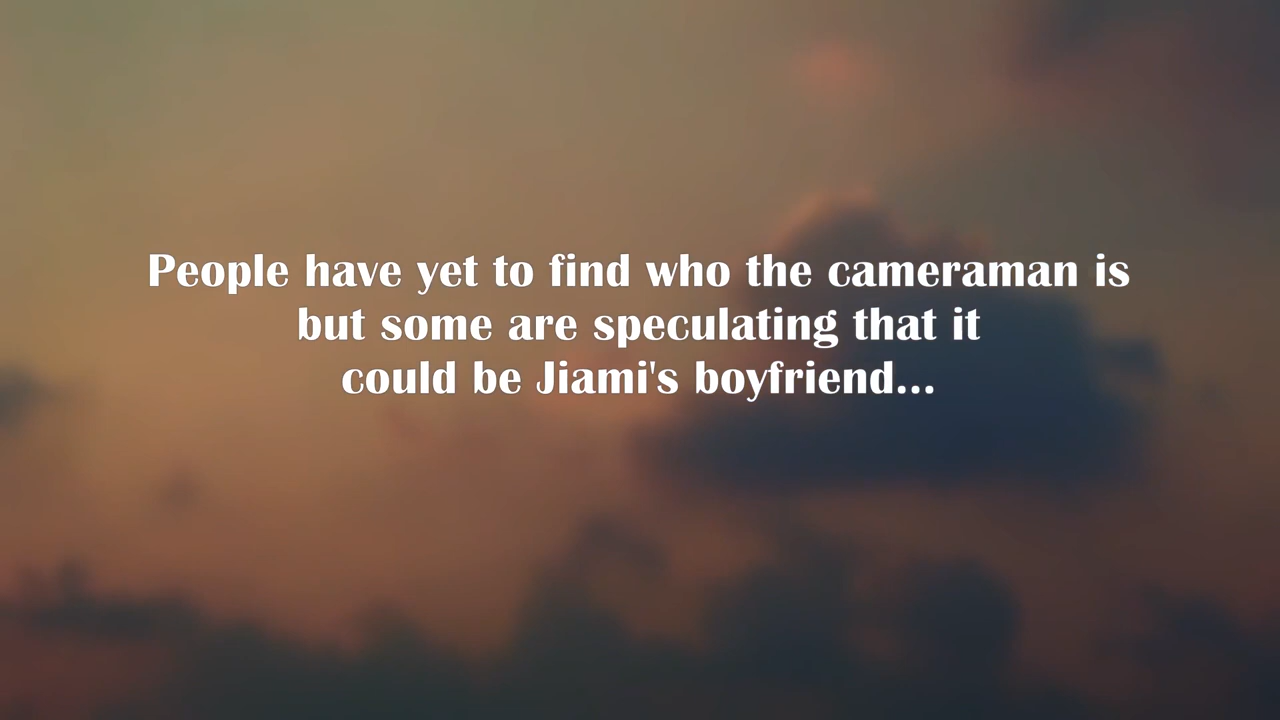 People have yet to find who the cameraman is
but some are speculating that it
could be Jiami's boyfriend...